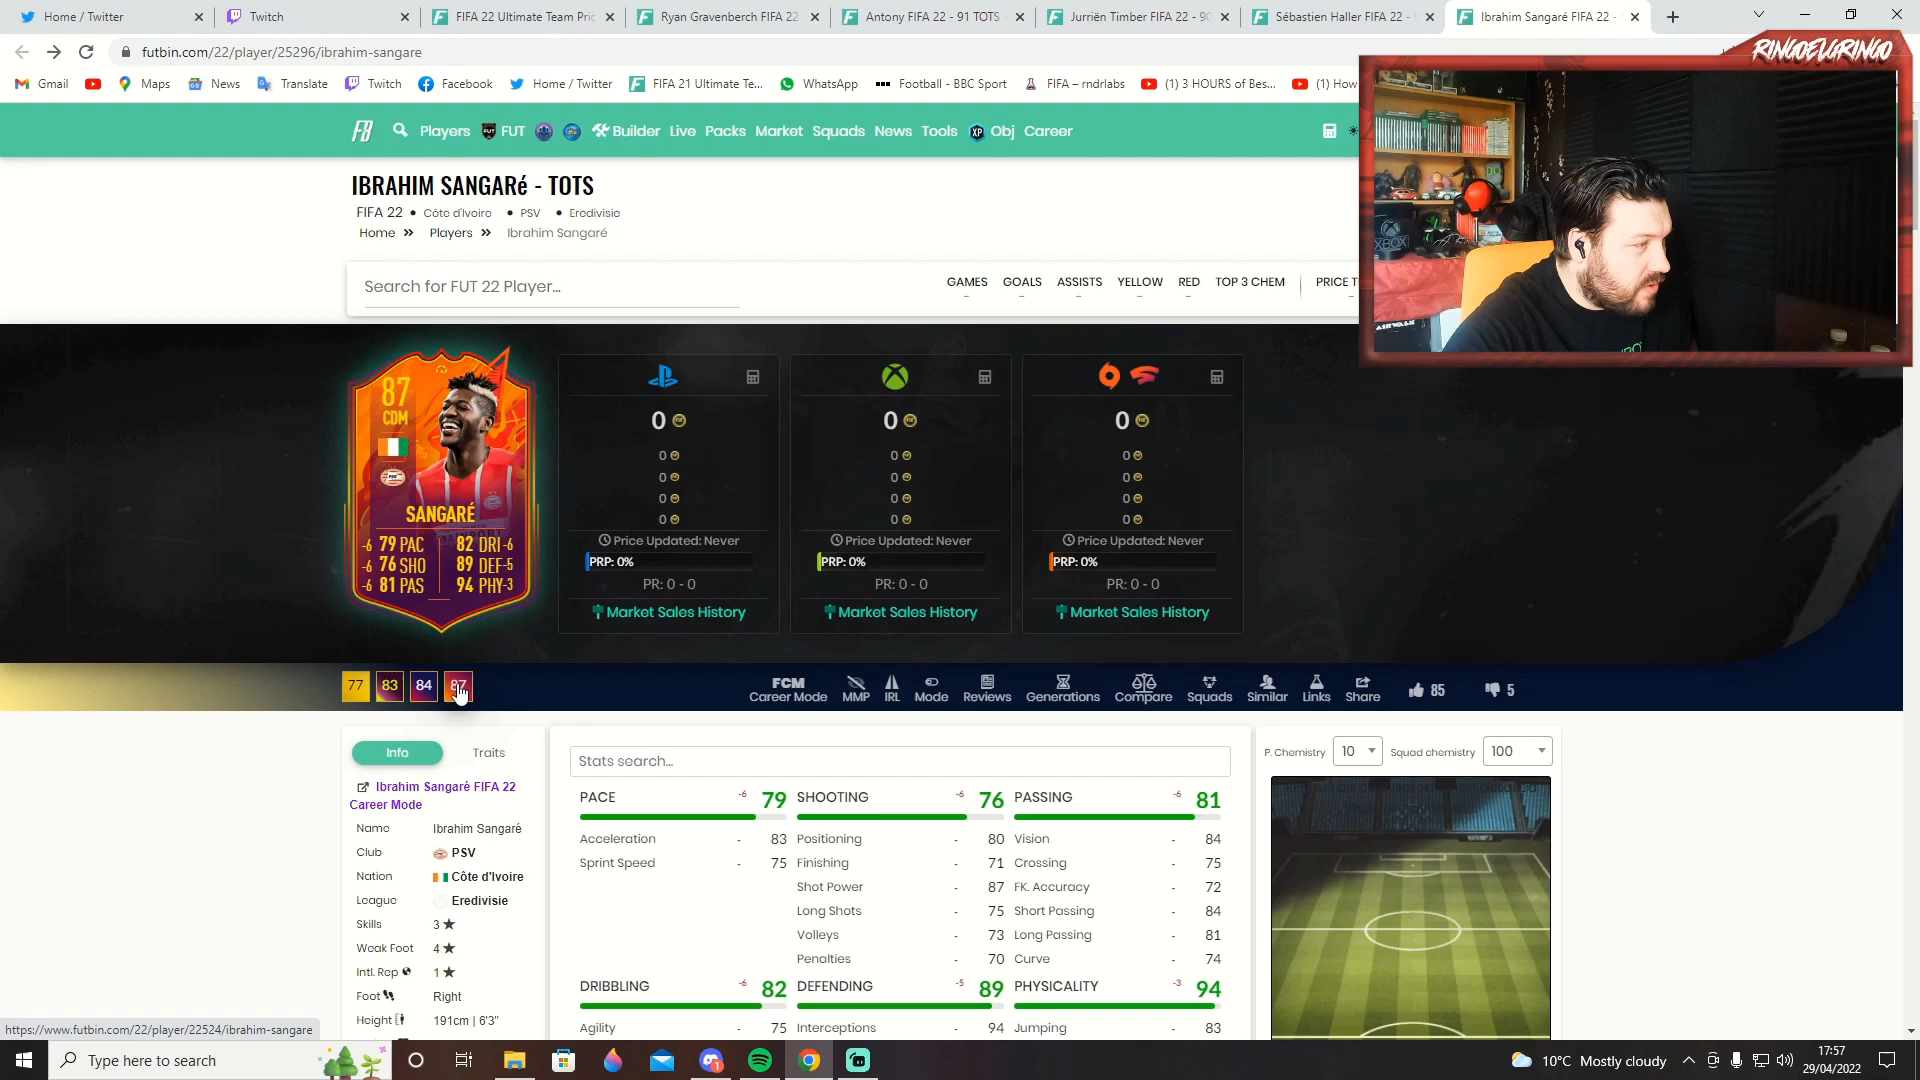 Home / Twitter
Twitch
FIFA 22 Ultimate Team Pric
Ryan Gravenberch FIFA 22
Antony FIFA 22 - 91 TOTS -
Jurriën Timber FIFA 22 - 90
Sébastien Haller FIFA 22 -
Ibrahim Sangaré FIFA 22 -
futbin.com/22/player/25296/ibrahim-sangare
RINGOELGRINGO
Gmail
Maps
News
Translate
Twitch
Facebook
Home / Twitter
FIFA 21 Ultimate Te...
WhatsApp
Football - BBC Sport
FIFA – rndrlabs
(1) 3 HOURS of Bes...
(1) How
FB
Players
FUT
Builder
Live
Packs
Market
Squads
News
Tools
XP
Obj
Career
IBRAHIM SANGARé - TOTS
FIFA 22 • Côte d'Ivoire • PSV • Eredivisie
Home » Players » Ibrahim Sangaré
Search for FUT 22 Player...
GAMES
GOALS
ASSISTS
YELLOW
RED
TOP 3 CHEM
PRICE T
-
-
-
-
-
-
XBOX
AIRWALK
87
CDM
SANGARÉ
-6 79 PAC 82 DRI -6
-6 76 SHO 89 DEF -5
-6 81 PAS 94 PHY -3
0
0
0
0
0
Price Updated: Never
PRP: 0%
PR: 0 - 0
Market Sales History
0
0
0
0
0
Price Updated: Never
PRP: 0%
PR: 0 - 0
Market Sales History
0
0
0
0
0
Price Updated: Never
PRP: 0%
PR: 0 - 0
Market Sales History
77
83
84
87
FCM
Career Mode
MMP
IRL
Mode
Reviews
Generations
Compare
Squads
Similar
Links
Share
85
5
Info
Traits
Ibrahim Sangaré FIFA 22
Career Mode
Name Ibrahim Sangaré
Club PSV
Nation Côte d'Ivoire
League Eredivisie
Skills 3 ★
Weak Foot 4 ★
Intl. Rep 1 ★
Foot Right
Height 191cm | 6'3"
Stats search...
PACE -6 79
Acceleration - 83
Sprint Speed - 75
SHOOTING -6 76
Positioning - 80
Finishing - 71
Shot Power - 87
Long Shots - 75
Volleys - 73
Penalties - 70
PASSING -6 81
Vision - 84
Crossing - 75
FK. Accuracy - 72
Short Passing - 84
Long Passing - 81
Curve - 74
DRIBBLING -6 82
Agility - 75
DEFENDING -5 89
Interceptions - 94
PHYSICALITY -3 94
Jumping - 83
P. Chemistry 10
Squad chemistry 100
https://www.futbin.com/22/player/22524/ibrahim-sangare
Type here to search
1
10°C Mostly cloudy
17:57
29/04/2022